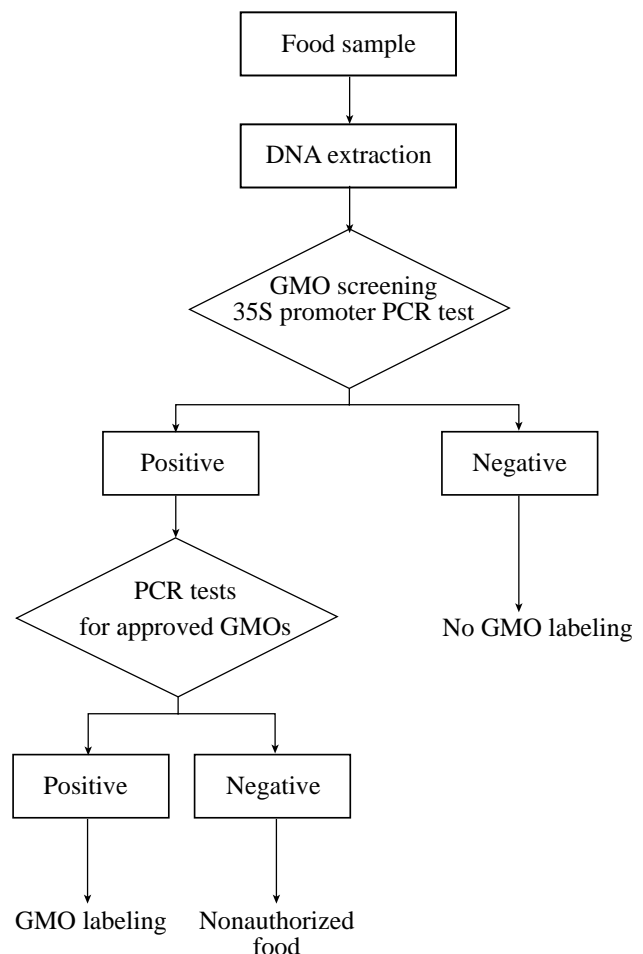 Food sample
DNA extraction
GMO screening
35S promoter PCR test
Positive
Negative
PCR tests
for approved GMOs
No GMO labeling
Positive
Negative
GMO labeling
Nonauthorized
food